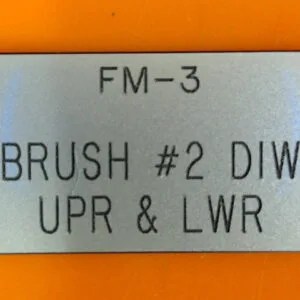 FM-3
BRUSH #2 DIW
UPR & LWR